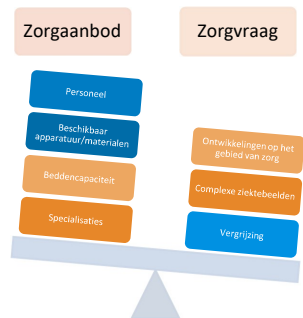 Zorgaanbod
Zorgvraag
Personeel
Beschikbaar
apparatuur/materialen
Beddencapaciteit
Specialisaties
Ontwikkelingen op het
gebied van zorg
Complexe ziektebeelden
Vergrijzing